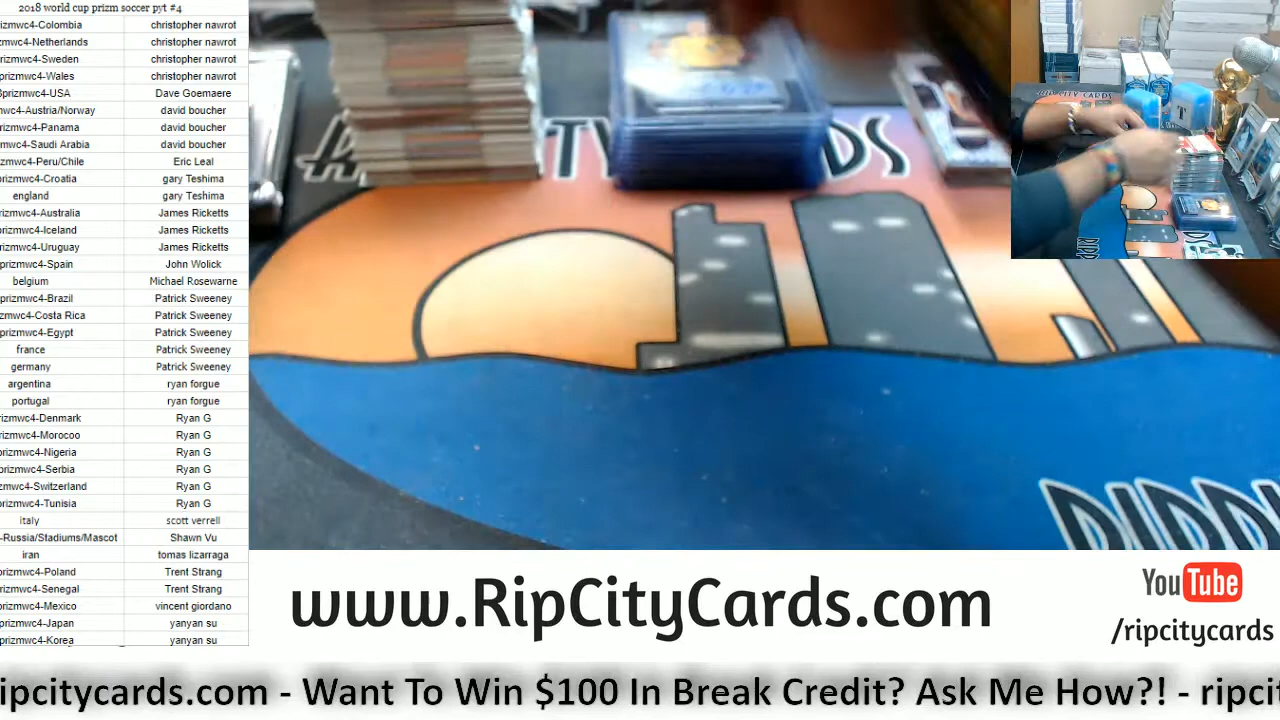 2018 world cup prizm soccer pyt #4
rizmwc4-Colombia christopher nawrot
zmwc4-Netherlands christopher nawrot
izmwc4-Sweden christopher nawrot
rizmwc4-Wales christopher nawrot
prizmwc4-USA Dave Goemaere
mwc4-Austria/Norway david boucher
izmwc4-Panama david boucher
mwc4-Saudi Arabia david boucher
izmwc4-Peru/Chile Eric Leal
rizmwc4-Croatia gary Teshima
england gary Teshima
izmwc4-Australia James Ricketts
rizmwc4-Iceland James Ricketts
izmwc4-Uruguay James Ricketts
rizmwc4-Spain John Wolick
belgium Michael Rosewarne
prizmwc4-Brazil Patrick Sweeney
zmwc4-Costa Rica Patrick Sweeney
prizmwc4-Egypt Patrick Sweeney
france Patrick Sweeney
germany Patrick Sweeney
argentina ryan forgue
portugal ryan forgue
rizmwc4-Denmark Ryan G
izmwc4-Morocoo Ryan G
rizmwc4-Nigeria Ryan G
rizmwc4-Serbia Ryan G
zmwc4-Switzerland Ryan G
rizmwc4-Tunisia Ryan G
italy scott verrell
-Russia/Stadiums/Mascot Shawn Vu
iran tomas lizarraga
rizmwc4-Poland Trent Strang
izmwc4-Senegal Trent Strang
rizmwc4-Mexico vincent giordano
prizmwc4-Japan yanyan su
prizmwc4-Korea yanyan su
www.RipCityCards.com
YouTube
/ripcitycards
ipcitycards.com - Want To Win $100 In Break Credit? Ask Me How?! - ripcit